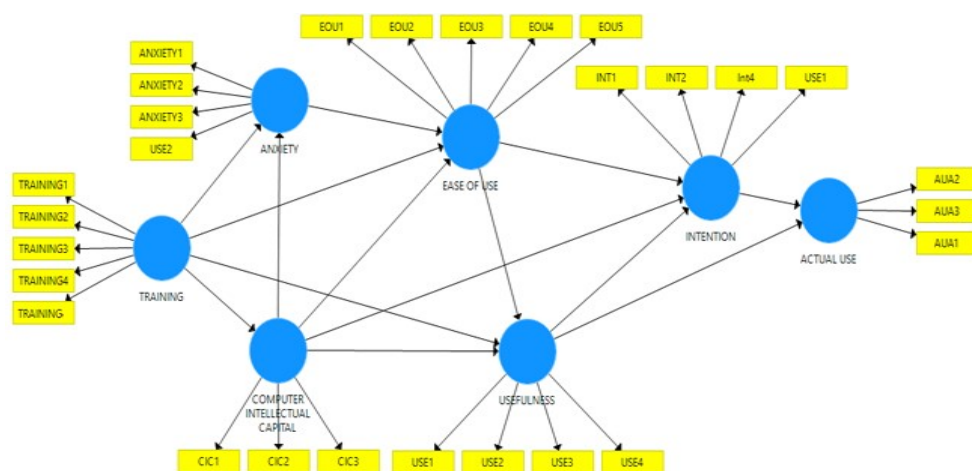 EOU1
EOU2
EOU3
EOU4
EOU5
ANXIETY1
ANXIETY2
ANXIETY3
USE2
ANXIETY
EASE OF USE
INT1
INT2
Int4
USE1
INTENTION
AUA2
AUA3
AUA1
ACTUAL USE
TRAINING1
TRAINING2
TRAINING3
TRAINING4
TRAINING
TRAINING
COMPUTER
INTELLECTUAL
CAPITAL
USEFULNESS
CIC1
CIC2
CIC3
USE1
USE2
USE3
USE4